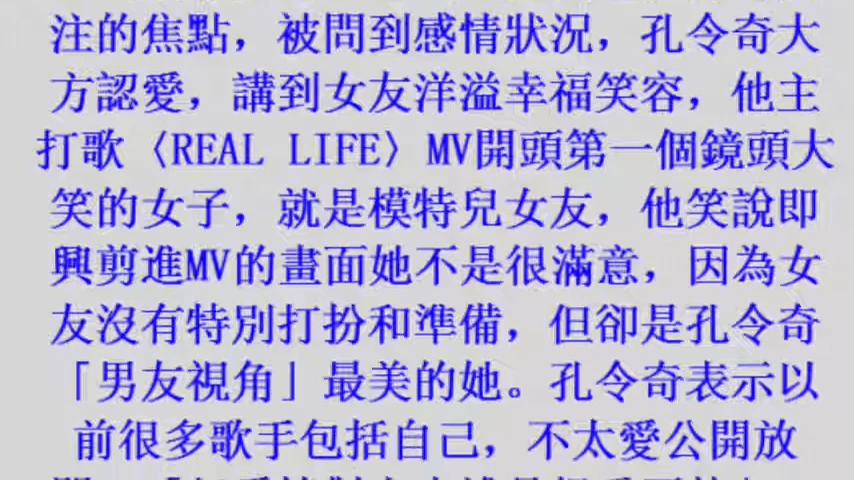 注的焦點，被問到感情狀況，孔令奇大
方認愛，講到女友洋溢幸福笑容，他主
打歌〈REAL LIFE〉MV開頭第一個鏡頭大
笑的女子，就是模特兒女友，他笑說即
興剪進MV的畫面她不是很滿意，因為女
友沒有特別打扮和準備，但卻是孔令奇
「男友視角」最美的她。孔令奇表示以
前很多歌手包括自己，不太愛公開放